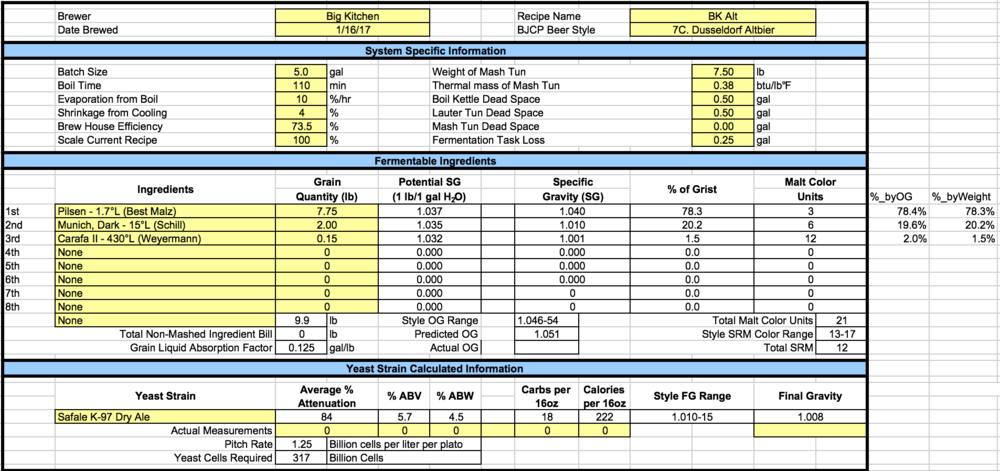 Brewer Big Kitchen Recipe Name BK Alt
Date Brewed 1/16/17 BJCP Beer Style 7C. Dusseldorf Altbier
System Specific Information
Batch Size 5.0 gal Weight of Mash Tun 7.50 lb
Boil Time 110 min Thermal mass of Mash Tun 0.38 btu/lb°F
Evaporation from Boil 10 %/hr Boil Kettle Dead Space 0.50 gal
Shrinkage from Cooling 4 % Lauter Tun Dead Space 0.50 gal
Brew House Efficiency 73.5 % Mash Tun Dead Space 0.00 gal
Scale Current Recipe 100 % Fermentation Task Loss 0.25 gal
Fermentable Ingredients
Ingredients Grain Quantity (lb) Potential SG (1 lb/1 gal H₂O) Specific Gravity (SG) % of Grist Malt Color Units %_byOG %_byWeight
1st Pilsen - 1.7°L (Best Malz) 7.75 1.037 1.040 78.3 3 78.4% 78.3%
2nd Munich, Dark - 15°L (Schill) 2.00 1.035 1.010 20.2 6 19.6% 20.2%
3rd Carafa II - 430°L (Weyermann) 0.15 1.032 1.001 1.5 12 2.0% 1.5%
4th None 0 0.000 0.000 0.0 0
5th None 0 0.000 0.000 0.0 0
6th None 0 0.000 0.000 0.0 0
7th None 0 0.000 0 0.0 0
8th None 0 0.000 0 0.0 0
None 9.9 lb Style OG Range 1.046-54 Total Malt Color Units 21
Total Non-Mashed Ingredient Bill 0 lb Predicted OG 1.051 Style SRM Color Range 13-17
Grain Liquid Absorption Factor 0.125 gal/lb Actual OG Total SRM 12
Yeast Strain Calculated Information
Yeast Strain Average % Attenuation % ABV % ABW Carbs per 16oz Calories per 16oz Style FG Range Final Gravity
Safale K-97 Dry Ale 84 5.7 4.5 18 222 1.010-15 1.008
Actual Measurements 0 0 0 0 0
Pitch Rate 1.25 Billion cells per liter per plato
Yeast Cells Required 317 Billion Cells